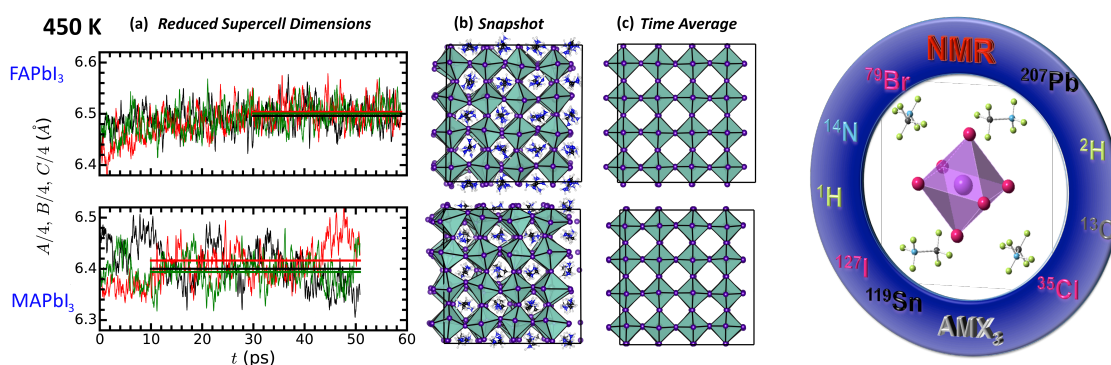 450 K
(a) Reduced Supercell Dimensions
(b) Snapshot
(c) Time Average
FAPbI₃
MAPbI₃
A/4, B/4, C/4 (Å)
6.6
6.5
6.4
6.5
6.4
6.3
0 10 20 30 40 50 60
t (ps)
NMR
⁷⁹Br
²⁰⁷Pb
¹⁴N
²H
¹H
¹³C
¹²⁷I
³⁵Cl
¹¹⁹Sn
AMX₃